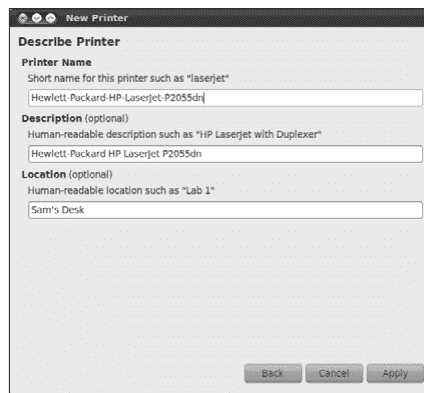 New Printer
Describe Printer
Printer Name
Short name for this printer such as "laserjet"
Hewlett-Packard-HP-LaserJet-P2055dn
Description (optional)
Human-readable description such as "HP LaserJet with Duplexer"
Hewlett-Packard HP LaserJet P2055dn
Location (optional)
Human-readable location such as "Lab 1"
Sam's Desk
Back Cancel Apply